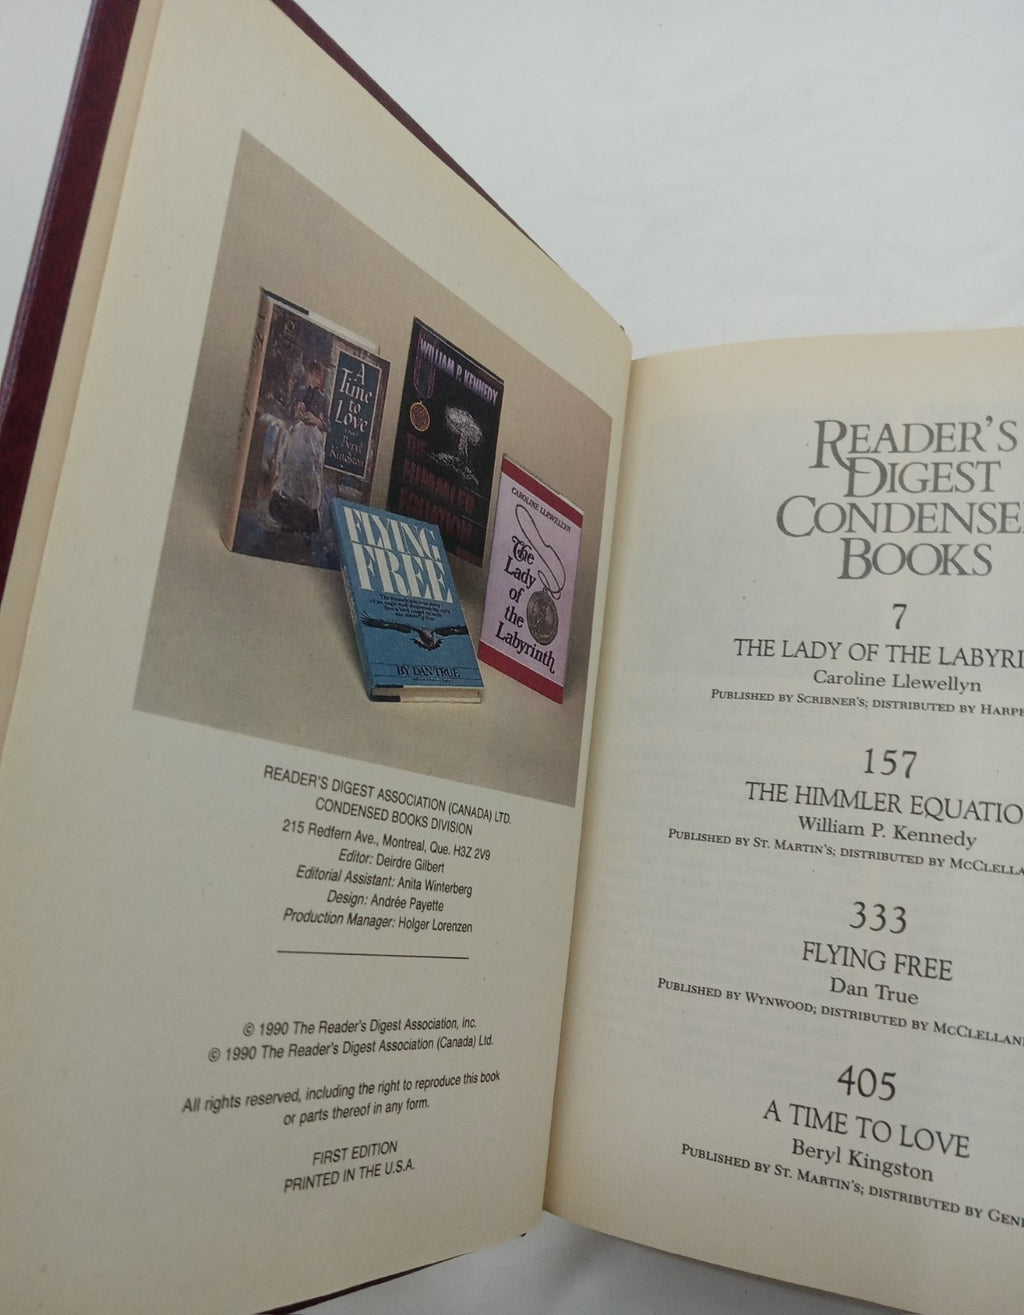 A
Time
to
Love
Beryl
Kingston
WILLIAM P. KENNEDY
THE
HIMMLER
EQUATION
FLYING
FREE
BY DAN TRUE
CAROLINE LLEWELLYN
The
Lady
of
the
Labyrinth
READER'S DIGEST ASSOCIATION (CANADA) LTD.
CONDENSED BOOKS DIVISION
215 Redfern Ave., Montreal, Que. H3Z 2V9
Editor: Deirdre Gilbert
Editorial Assistant: Anita Winterberg
Design: Andrée Payette
Production Manager: Holger Lorenzen
© 1990 The Reader's Digest Association, Inc.
© 1990 The Reader's Digest Association (Canada) Ltd.
All rights reserved, including the right to reproduce this book
or parts thereof in any form.
FIRST EDITION
PRINTED IN THE U.S.A.
READER'S
DIGEST
CONDENSE
BOOKS
7
THE LADY OF THE LABYRI
Caroline Llewellyn
PUBLISHED BY SCRIBNER'S; DISTRIBUTED BY HARPE
157
THE HIMMLER EQUATIO
William P. Kennedy
PUBLISHED BY ST. MARTIN'S; DISTRIBUTED BY MCCLELLA
333
FLYING FREE
Dan True
PUBLISHED BY WYNWOOD; DISTRIBUTED BY MCCLELLAN
405
A TIME TO LOVE
Beryl Kingston
PUBLISHED BY ST. MARTIN'S; DISTRIBUTED BY GENE